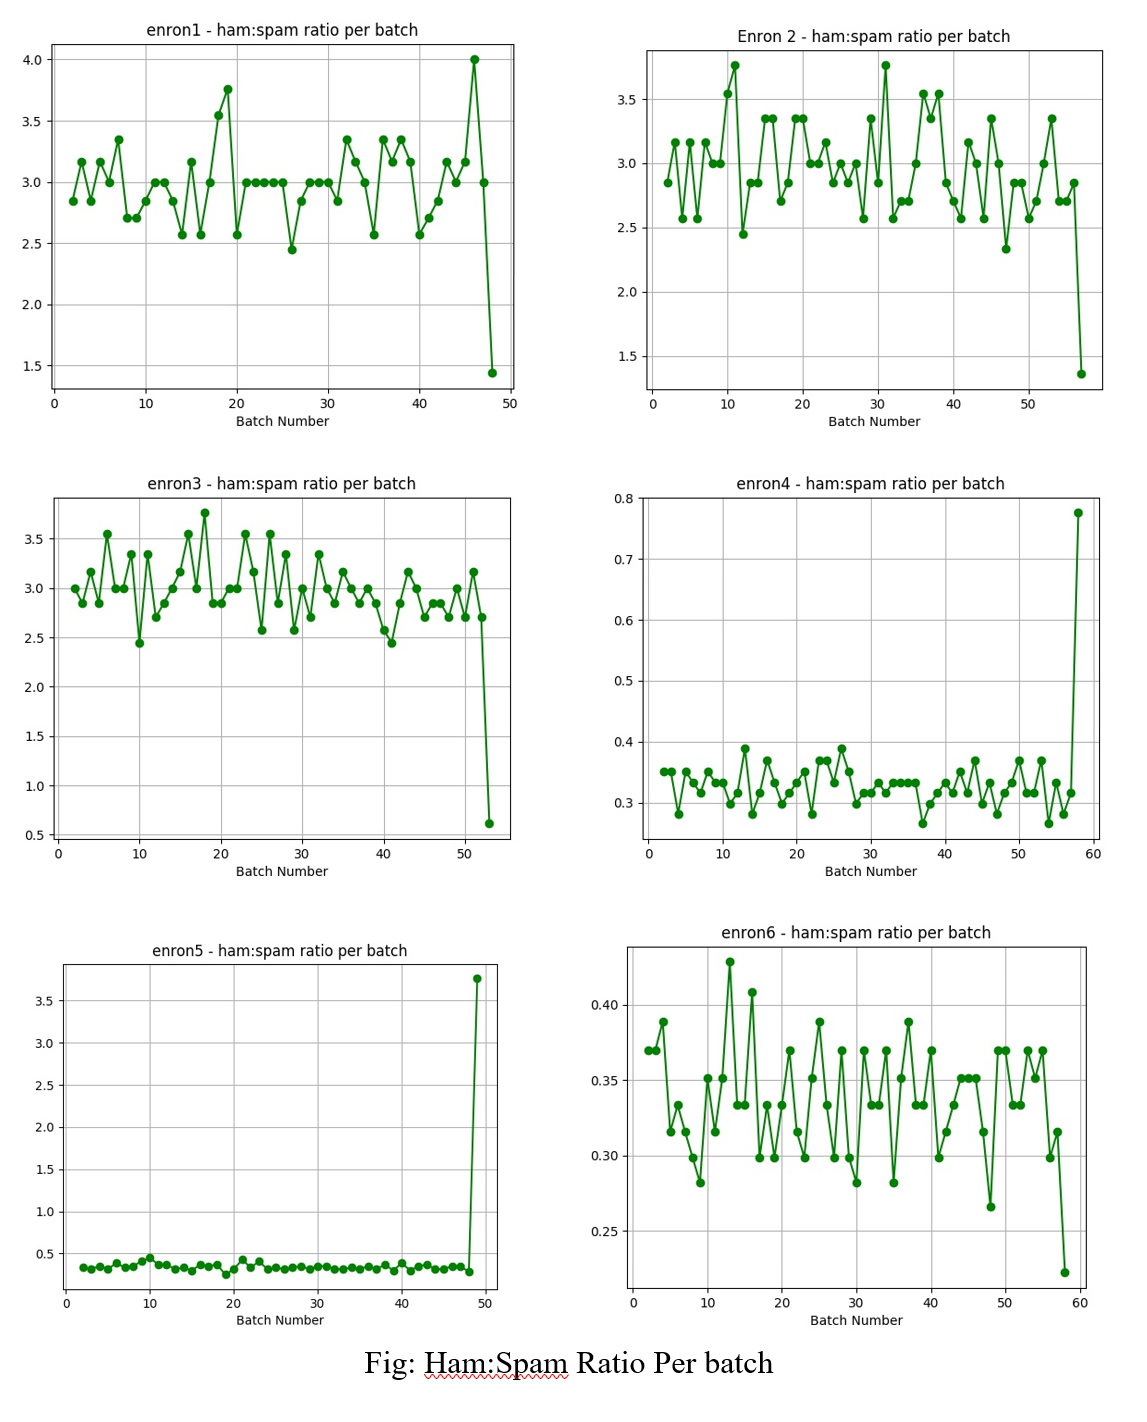 enron1 - ham:spam ratio per batch
4.0
3.5
3.0
2.5
2.0
1.5
0 10 20 30 40 50
Batch Number
Enron 2 - ham:spam ratio per batch
3.5
3.0
2.5
2.0
1.5
0 10 20 30 40 50
Batch Number
enron3 - ham:spam ratio per batch
3.5
3.0
2.5
2.0
1.5
1.0
0.5
0 10 20 30 40 50
Batch Number
enron4 - ham:spam ratio per batch
0.8
0.7
0.6
0.5
0.4
0.3
0 10 20 30 40 50 60
Batch Number
enron5 - ham:spam ratio per batch
3.5
3.0
2.5
2.0
1.5
1.0
0.5
0 10 20 30 40 50
Batch Number
enron6 - ham:spam ratio per batch
0.40
0.35
0.30
0.25
0 10 20 30 40 50 60
Batch Number
Fig: Ham:Spam Ratio Per batch